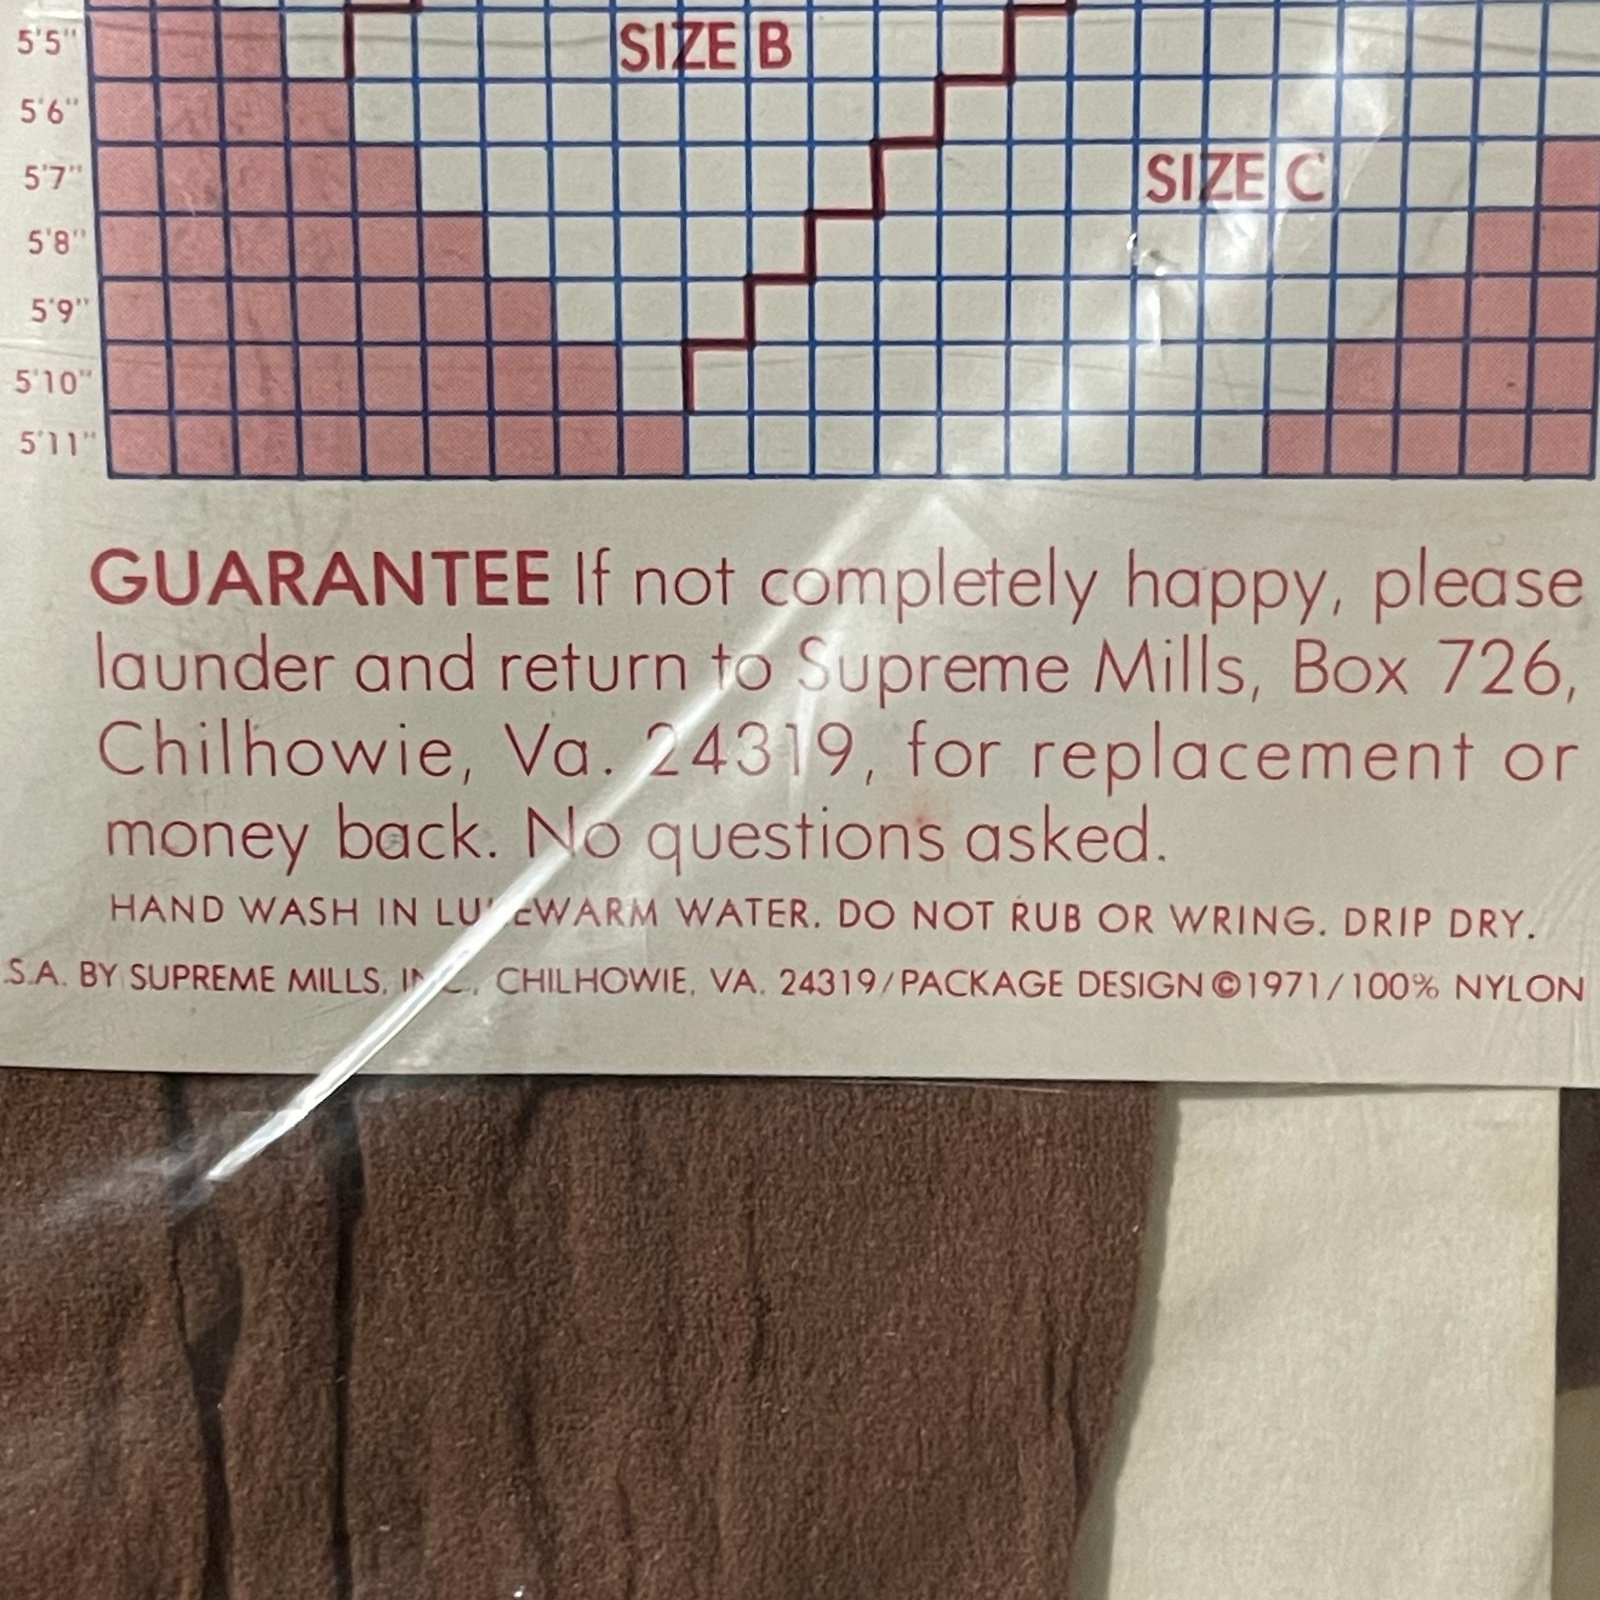 5'5" SIZE B
5'6"
5'7" SIZE C
5'8"
5'9"
5'10"
5'11"
GUARANTEE If not completely happy, please
launder and return to Supreme Mills, Box 726,
Chilhowie, Va. 24319, for replacement or
money back. No questions asked.
HAND WASH IN LUKEWARM WATER. DO NOT RUB OR WRING. DRIP DRY.
.S.A. BY SUPREME MILLS, INC., CHILHOWIE, VA. 24319/PACKAGE DESIGN ©1971/100% NYLON